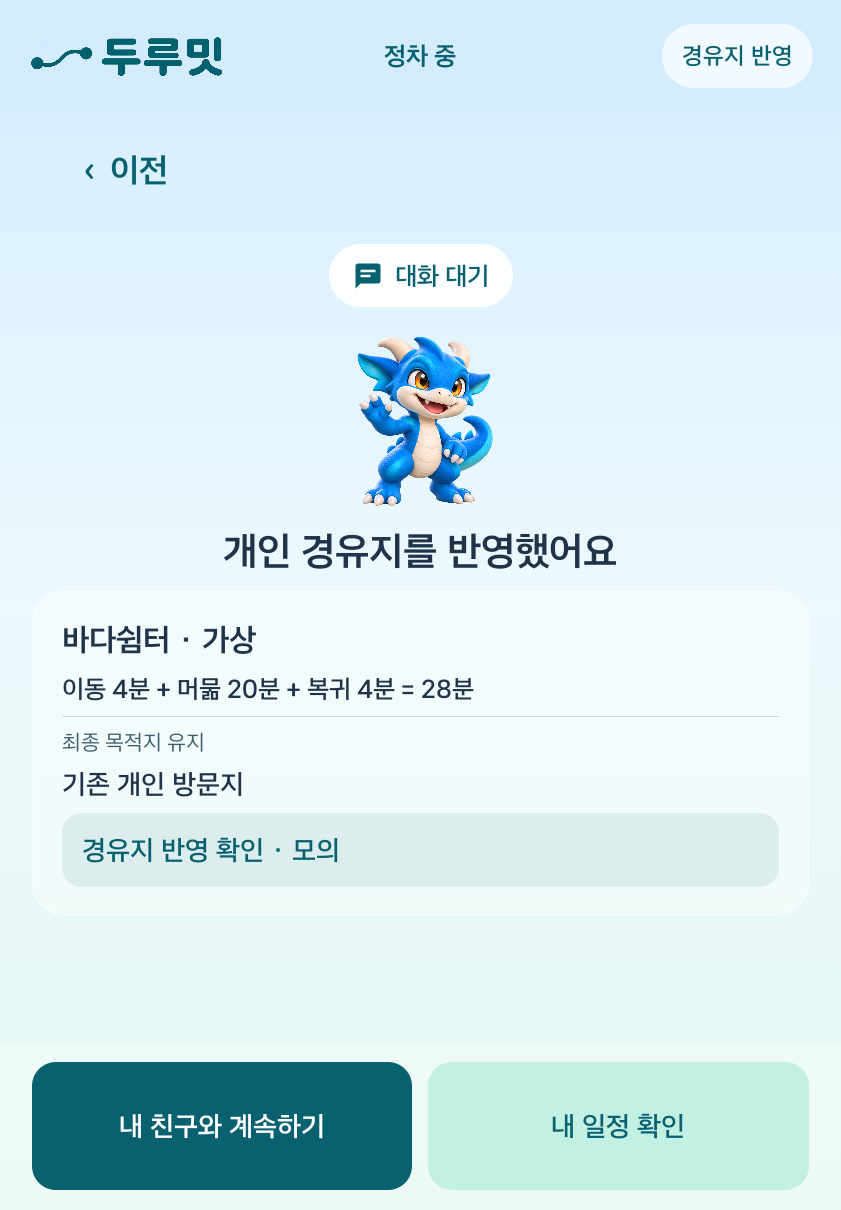 두루밋
정차 중
경유지 반영
‹ 이전
대화 대기
개인 경유지를 반영했어요
바다쉼터 · 가상
이동 4분 + 머묾 20분 + 복귀 4분 = 28분
최종 목적지 유지
기존 개인 방문지
경유지 반영 확인 · 모의
내 친구와 계속하기
내 일정 확인